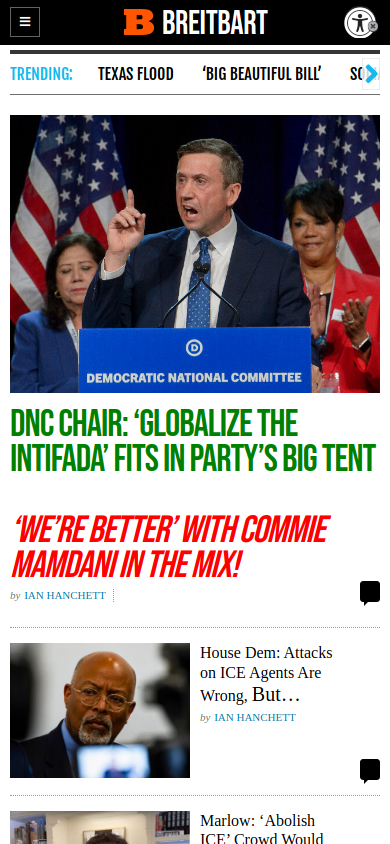 BREITBART
TRENDING: TEXAS FLOOD ‘BIG BEAUTIFUL BILL’
DEMOCRATIC NATIONAL COMMITTEE
DNC CHAIR: ‘GLOBALIZE THE
INTIFADA’ FITS IN PARTY’S BIG TENT
‘WE’RE BETTER’ WITH COMMIE
MAMDANI IN THE MIX!
by IAN HANCHETT
House Dem: Attacks
on ICE Agents Are
Wrong, But…
by IAN HANCHETT
Marlow: ‘Abolish
ICE’ Crowd Would